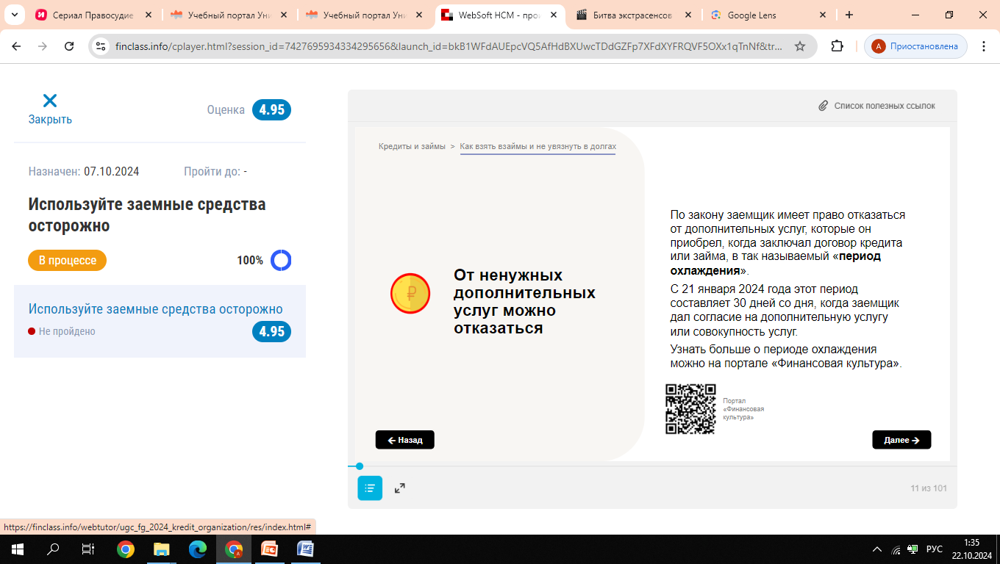 Сериал Правосудие
Учебный портал Уни
Учебный портал Уни
WebSoft HCM - прои
Битва экстрасенсов
Google Lens
finclass.info/cplayer.html?session_id=7427695934334295656&launch_id=bkB1WFdAUEpcVQ5AfHdBXUwcTDdGZFp7XFdXYFRQVF5OXx1qTnNf&tr...
A
Приостановлена
Закрыть
Оценка 4.95
Назначен: 07.10.2024
Пройти до: -
Используйте заемные средства
осторожно
В процессе
100%
Используйте заемные средства осторожно
Не пройдено
4.95
Список полезных ссылок
Кредиты и займы > Как взять взаймы и не увязнуть в долгах
От ненужных
дополнительных
услуг можно
отказаться
По закону заемщик имеет право отказаться
от дополнительных услуг, которые он
приобрел, когда заключал договор кредита
или займа, в так называемый «период
охлаждения».
С 21 января 2024 года этот период
составляет 30 дней со дня, когда заемщик
дал согласие на дополнительную услугу
или совокупность услуг.
Узнать больше о периоде охлаждения
можно на портале «Финансовая культура».
Портал
«Финансовая
культура»
Назад
Далее
11 из 101
https://finclass.info/webtutor/ugc_fg_2024_kredit_organization/res/index.html#
РУС
1:35
22.10.2024